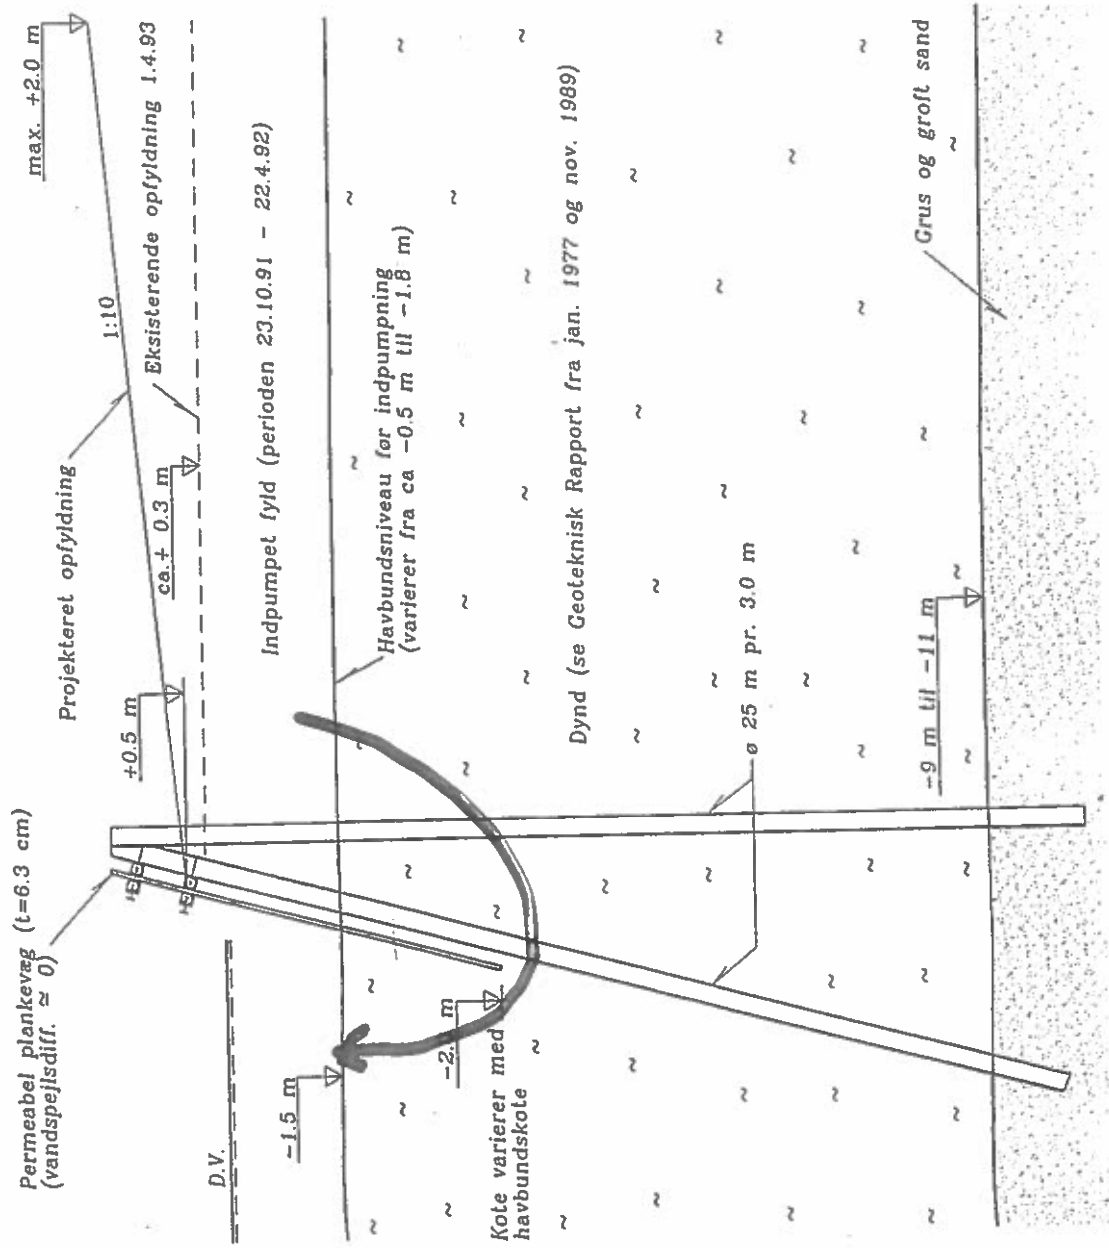 Permeabel plankevæg (t=6.3 cm)
(vandspejlsdiff. ≃ 0)
Projekteret opfyldning
max. +2.0 m
1:10
Eksisterende opfyldning 1.4.93
+0.5 m
ca.+ 0.3 m
D.V.
Indpumpet fyld (perioden 23.10.91 - 22.4.92)
-1.5 m
Havbundsniveau før indpumpning
(varierer fra ca -0.5 m til -1.8 m)
m
Kote varierer med
havbundskote
Dynd (se Geoteknisk Rapport fra jan. 1977 og nov. 1989)
ø 25 m pr. 3.0 m
-9 m til -11 m
Grus og groft sand